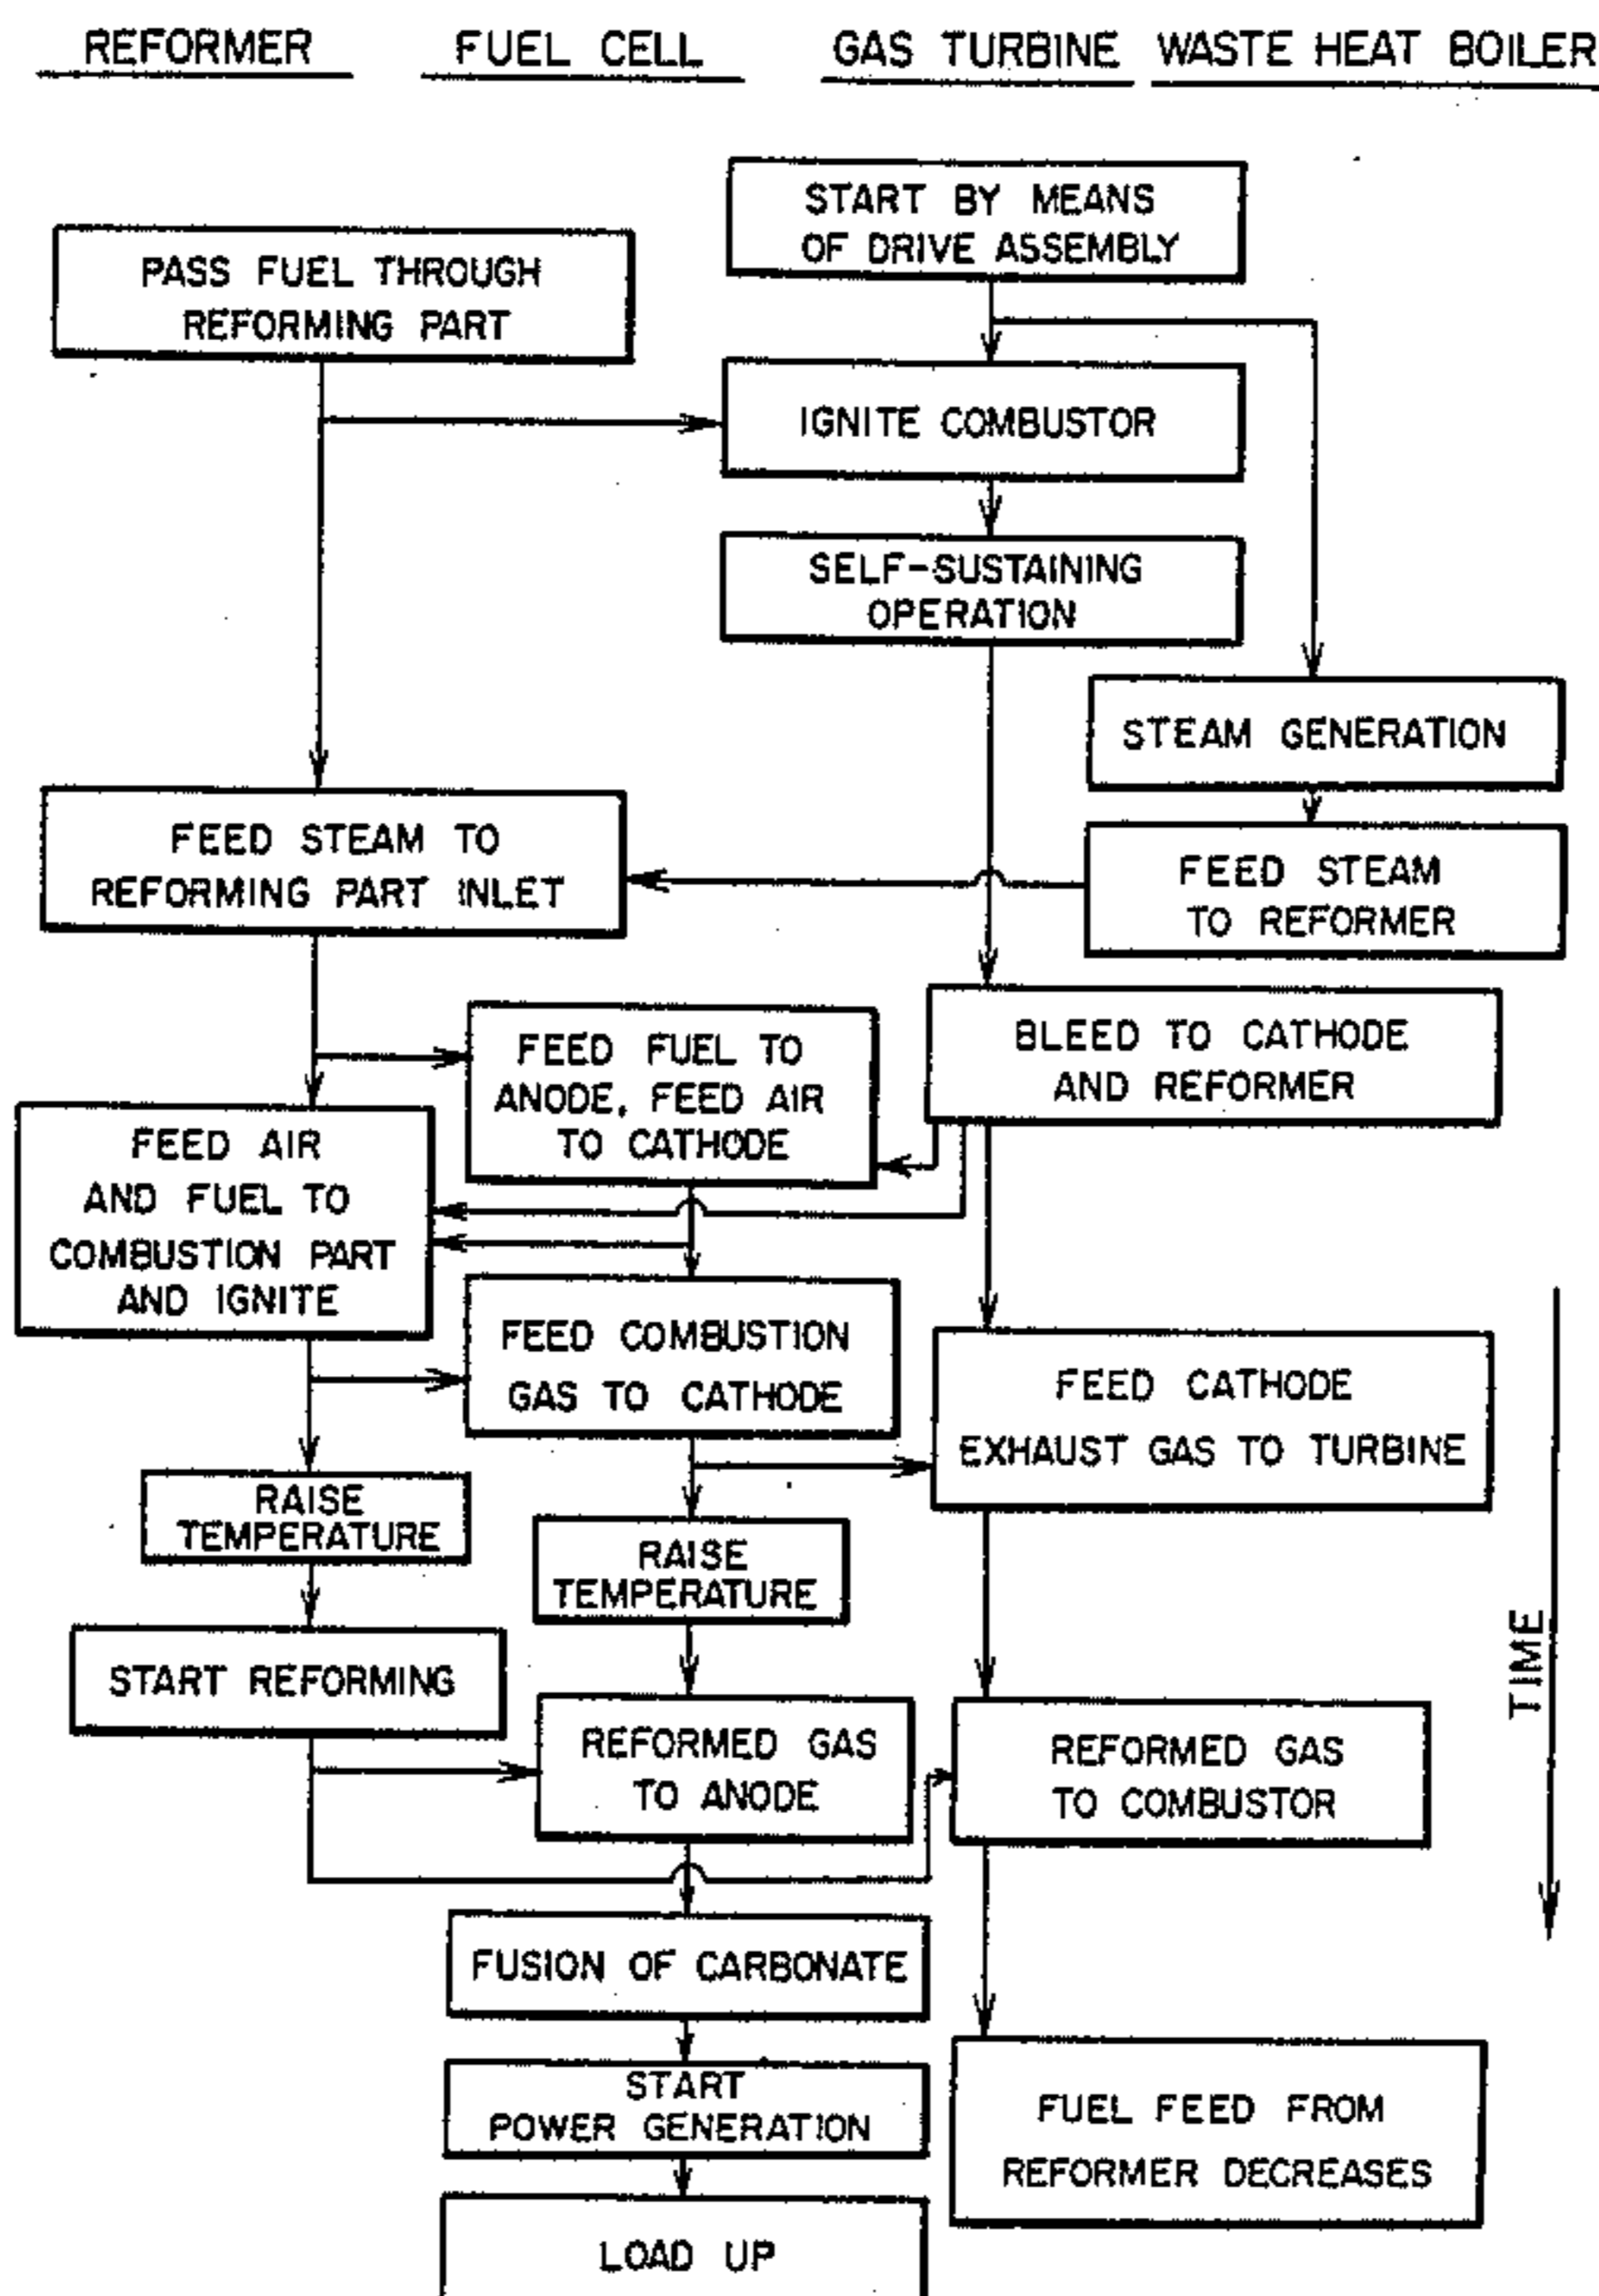 REFORMER FUEL CELL GAS TURBINE WASTE HEAT BOILER
START BY MEANS
OF DRIVE ASSEMBLY
PASS FUEL THROUGH
REFORMING PART
IGNITE COMBUSTOR
SELF-SUSTAINING
OPERATION
STEAM GENERATION
FEED STEAM TO
REFORMING PART INLET
FEED STEAM
TO REFORMER
BLEED TO CATHODE
AND REFORMER
FEED FUEL TO
ANODE, FEED AIR
TO CATHODE
FEED AIR
AND FUEL TO
COMBUSTION PART
AND IGNITE
FEED COMBUSTION
GAS TO CATHODE
FEED CATHODE
EXHAUST GAS TO TURBINE
RAISE
TEMPERATURE
RAISE
TEMPERATURE
START REFORMING
REFORMED GAS
TO ANODE
REFORMED GAS
TO COMBUSTOR
TIME
FUSION OF CARBONATE
START
POWER GENERATION
FUEL FEED FROM
REFORMER DECREASES
LOAD UP